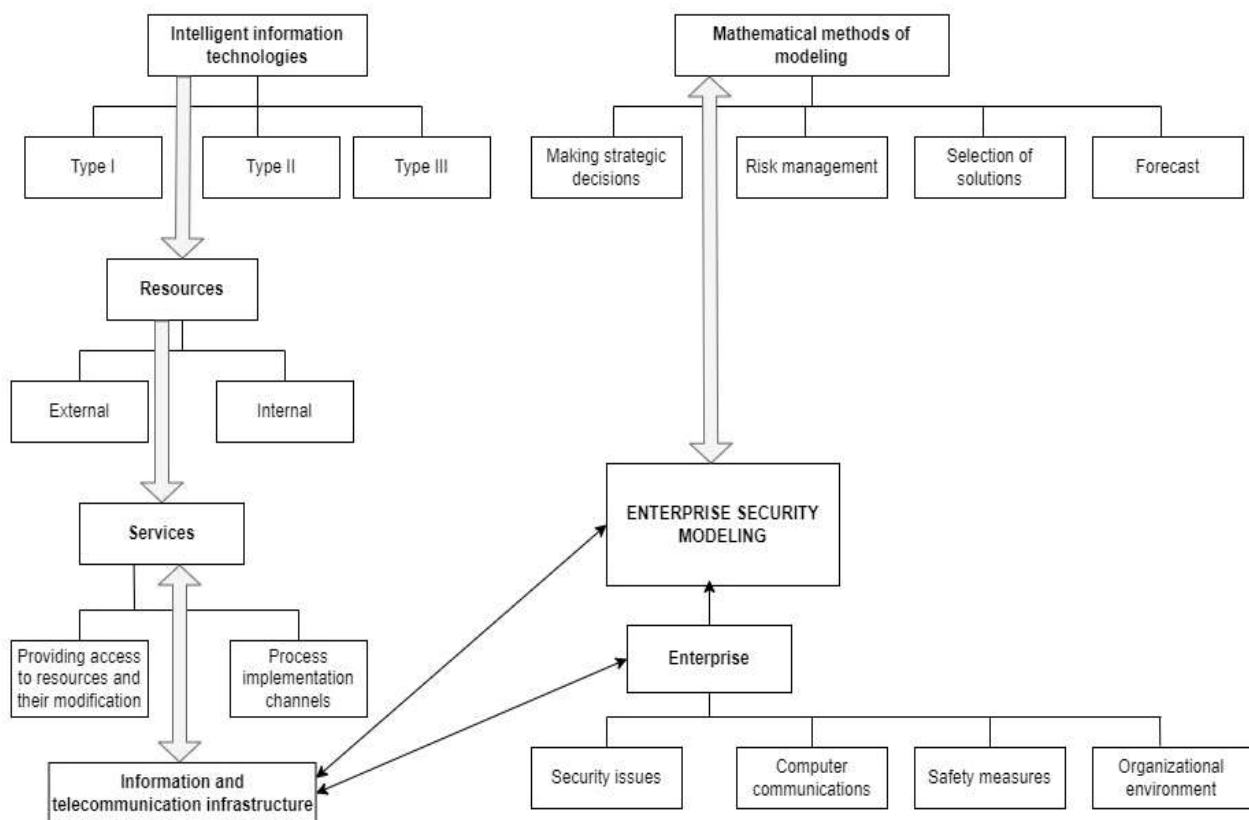 Intelligent information
technologies
Mathematical methods of
modeling
Type I
Type II
Type III
Making strategic
decisions
Risk management
Selection of
solutions
Forecast
Resources
External
Internal
Services
ENTERPRISE SECURITY
MODELING
Providing access
to resources and
their modification
Process
implementation
channels
Enterprise
Information and
telecommunication infrastructure
Security issues
Computer
communications
Safety measures
Organizational
environment